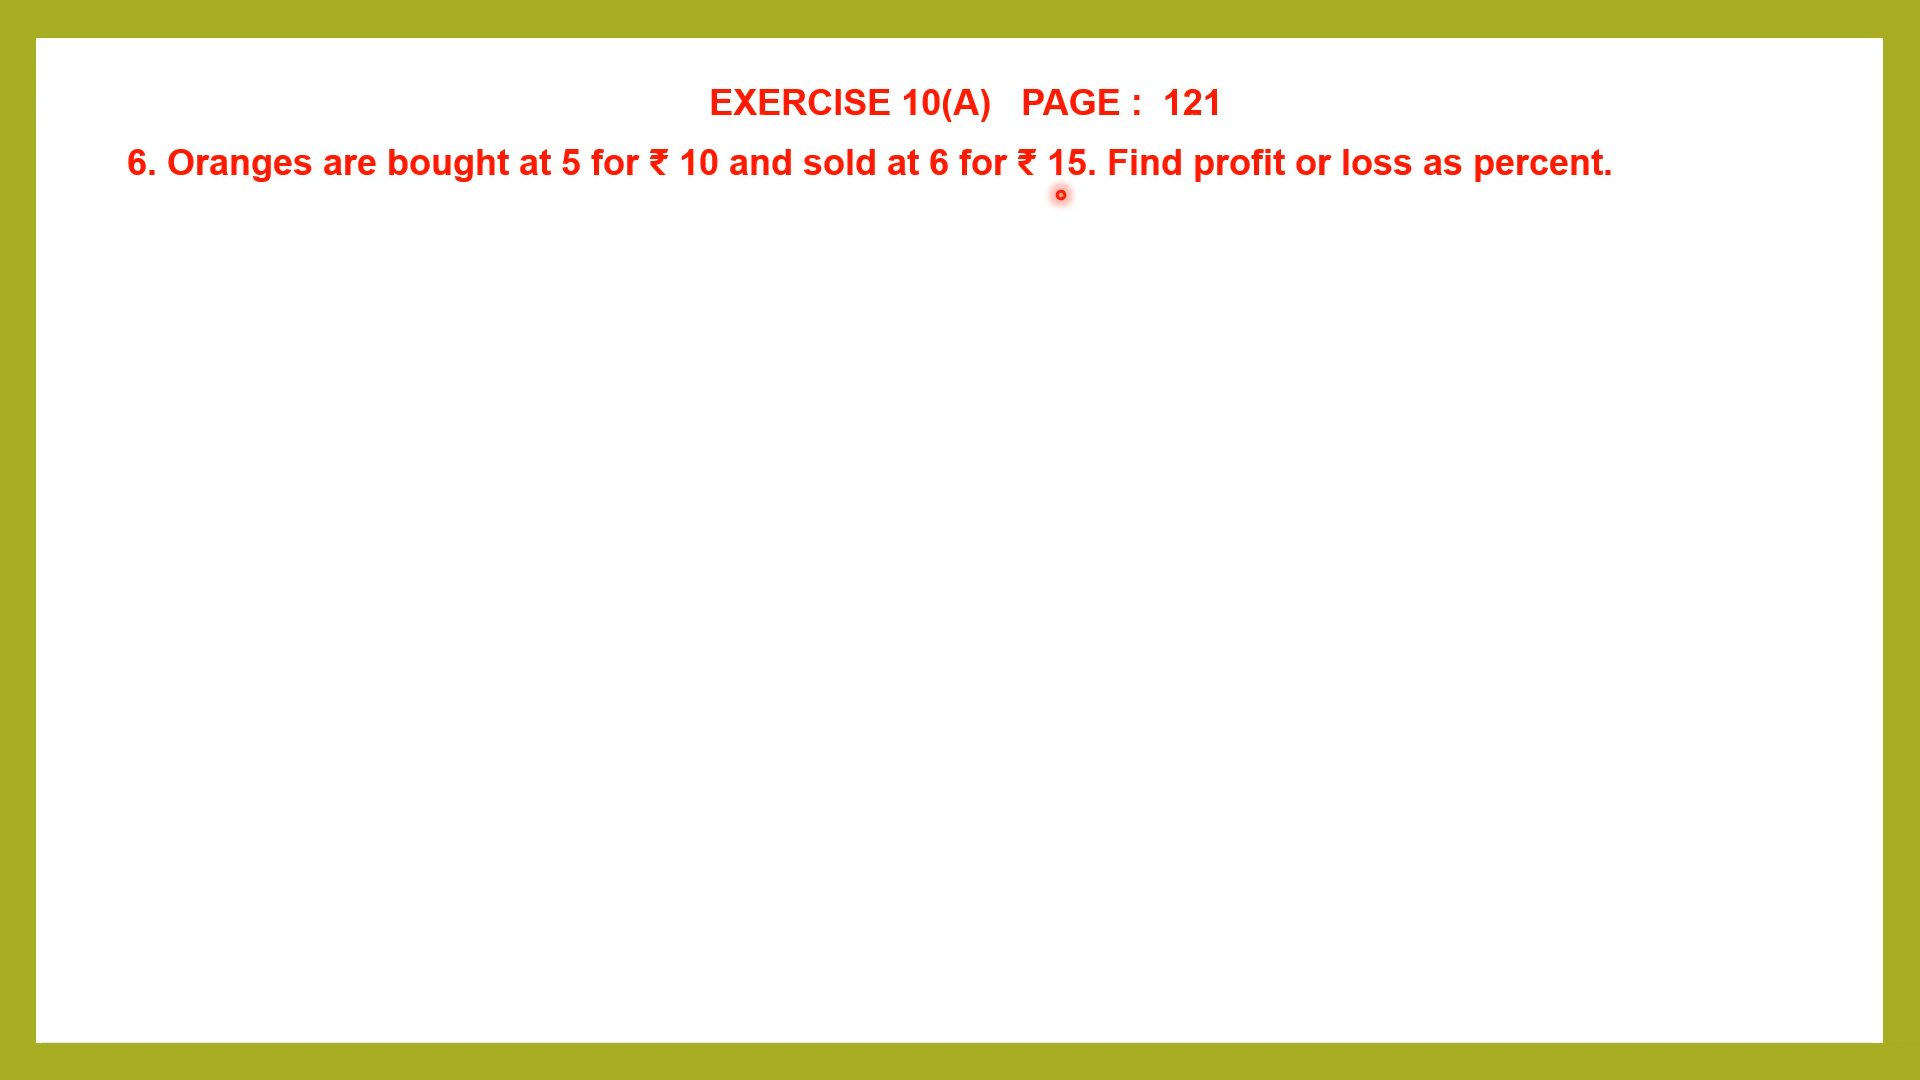 EXERCISE 10(A)   PAGE :  121
6. Oranges are bought at 5 for ₹ 10 and sold at 6 for ₹ 15. Find profit or loss as percent.